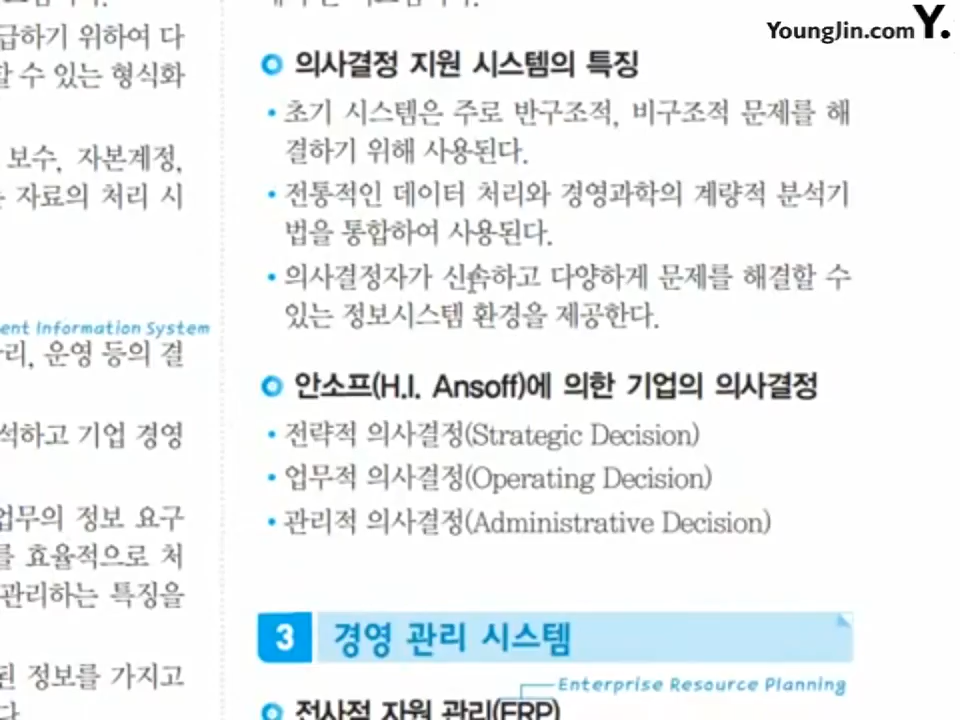 YoungJin.com Y.
급하기 위하여 다
할 수 있는 형식화
보수, 자본계정,
자료의 처리 시
ent Information System
리, 운영 등의 결
석하고 기업 경영
업무의 정보 요구
를 효율적으로 처
관리하는 특징을
된 정보를 가지고
의사결정 지원 시스템의 특징
• 초기 시스템은 주로 반구조적, 비구조적 문제를 해
결하기 위해 사용된다.
• 전통적인 데이터 처리와 경영과학의 계량적 분석기
법을 통합하여 사용된다.
• 의사결정자가 신속하고 다양하게 문제를 해결할 수
있는 정보시스템 환경을 제공한다.
안소프(H.I. Ansoff)에 의한 기업의 의사결정
• 전략적 의사결정(Strategic Decision)
• 업무적 의사결정(Operating Decision)
• 관리적 의사결정(Administrative Decision)
3 경영 관리 시스템
Enterprise Resource Planning
전사적 자원 관리(ERP)